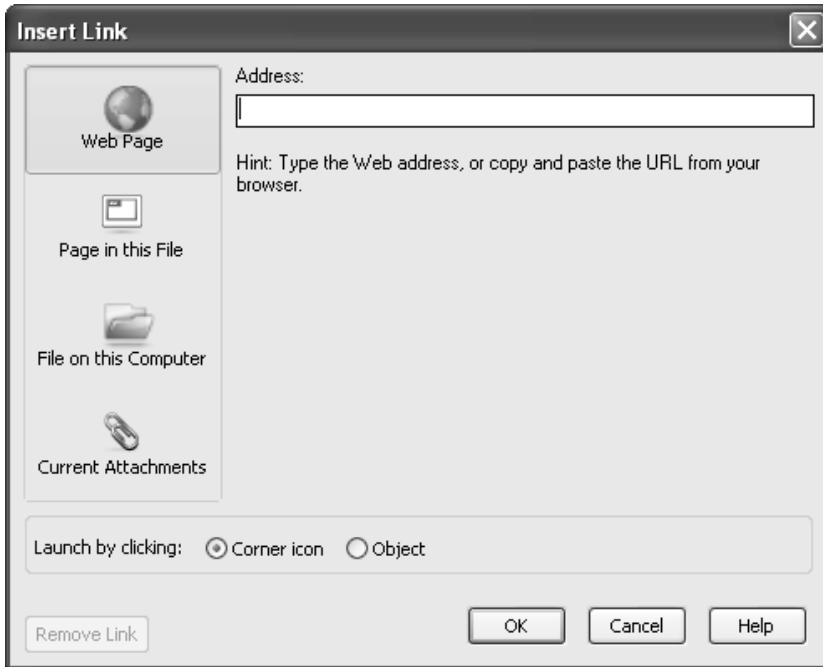 Insert Link
Web Page
Page in this File
File on this Computer
Current Attachments
Address:
Hint: Type the Web address, or copy and paste the URL from your
browser.
Launch by clicking: Corner icon Object
Remove Link OK Cancel Help